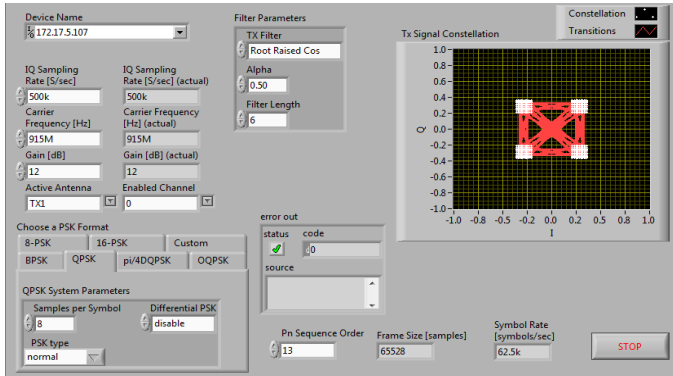 Device Name
172.17.5.107
IQ Sampling
Rate [S/sec]
500k
IQ Sampling
Rate [S/sec] (actual)
500k
Carrier
Frequency [Hz]
915M
Carrier Frequency
[Hz] (actual)
915M
Gain [dB]
12
Gain [dB] (actual)
12
Active Antenna
TX1
Enabled Channel
0
Filter Parameters
TX Filter
Root Raised Cos
Alpha
0.50
Filter Length
6
Constellation
Transitions
Tx Signal Constellation
1.0
0.8
0.6
0.4
0.2
0.0
-0.2
-0.4
-0.6
-0.8
-1.0
Q
-1.0 -0.8 -0.5 -0.2 0.0 0.2 0.5 0.8 1.0
I
Choose a PSK Format
8-PSK 16-PSK Custom
BPSK QPSK pi/4DQPSK OQPSK
QPSK System Parameters
Samples per Symbol
8
Differential PSK
disable
PSK type
normal
error out
status code
0
source
Pn Sequence Order
13
Frame Size [samples]
65528
Symbol Rate
[symbols/sec]
62.5k
STOP